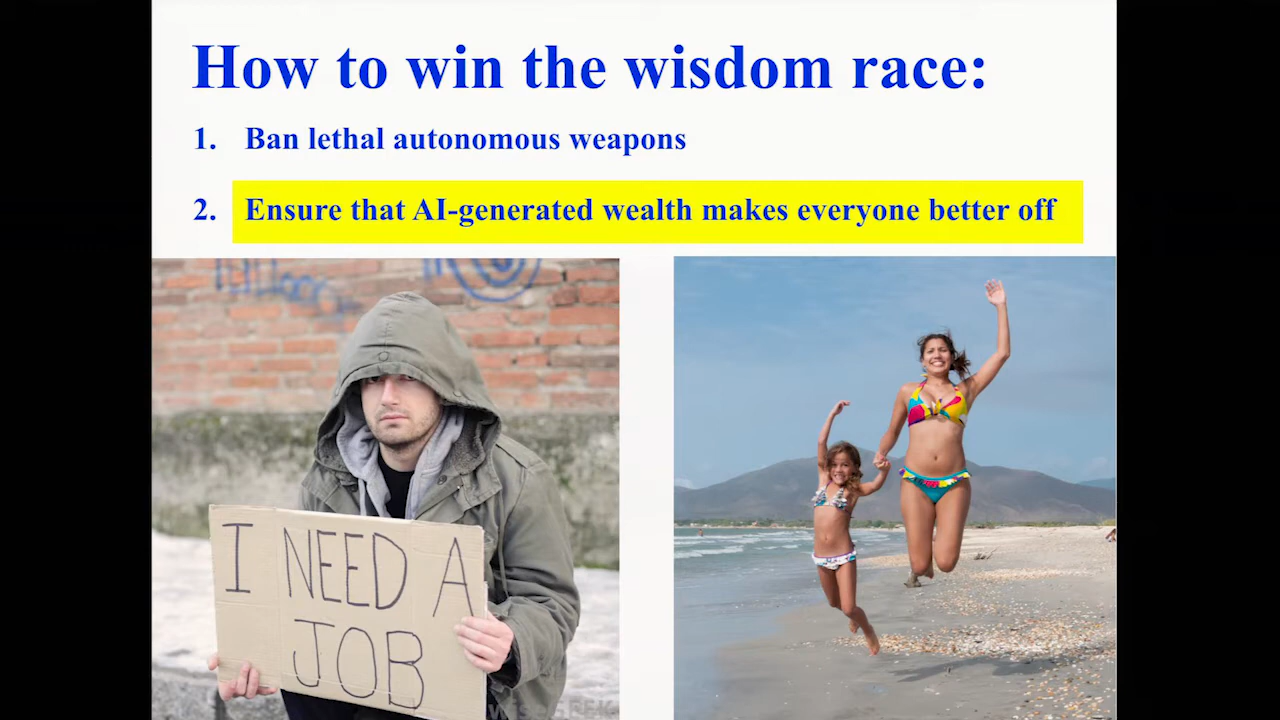 How to win the wisdom race:
1. Ban lethal autonomous weapons
2. Ensure that AI-generated wealth makes everyone better off
I NEED A
JOB